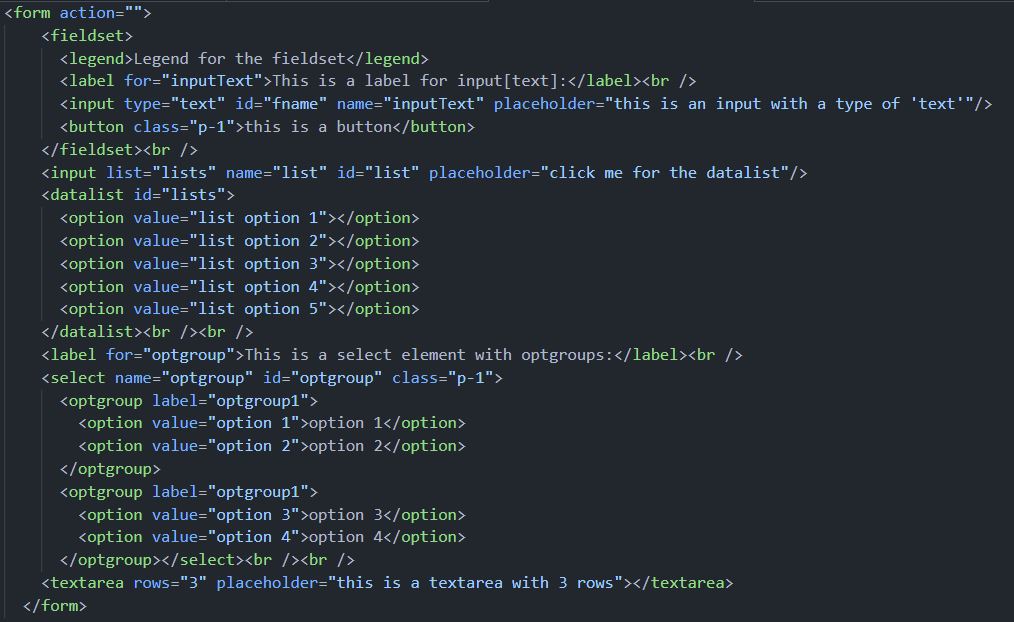 <form action="">
<fieldset>
<legend>Legend for the fieldset</legend>
<label for="inputText">This is a label for input[text]:</label><br />
<input type="text" id="fname" name="inputText" placeholder="this is an input with a type of 'text'"/>
<button class="p-1">this is a button</button>
</fieldset><br />
<input list="lists" name="list" id="list" placeholder="click me for the datalist"/>
<datalist id="lists">
<option value="list option 1"></option>
<option value="list option 2"></option>
<option value="list option 3"></option>
<option value="list option 4"></option>
<option value="list option 5"></option>
</datalist><br /><br />
<label for="optgroup">This is a select element with optgroups:</label><br />
<select name="optgroup" id="optgroup" class="p-1">
<optgroup label="optgroup1">
<option value="option 1">option 1</option>
<option value="option 2">option 2</option>
</optgroup>
<optgroup label="optgroup1">
<option value="option 3">option 3</option>
<option value="option 4">option 4</option>
</optgroup></select><br /><br />
<textarea rows="3" placeholder="this is a textarea with 3 rows"></textarea>
</form>